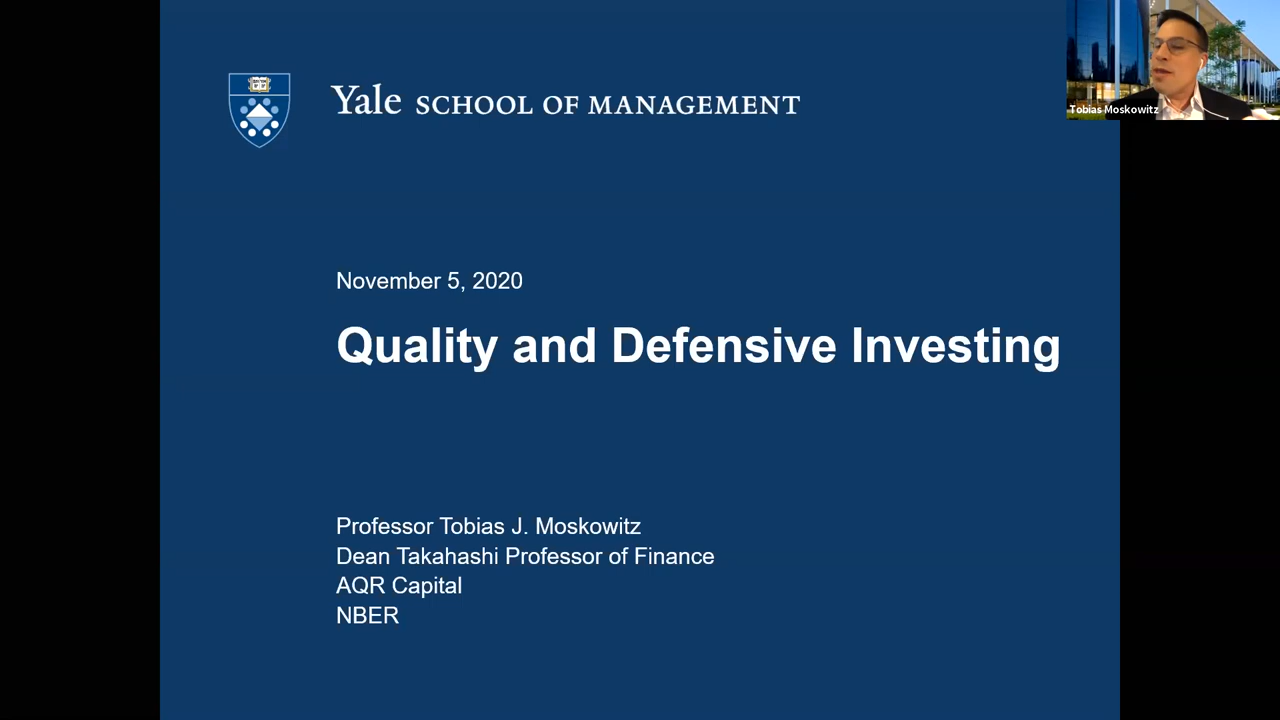 Yale SCHOOL OF MANAGEMENT
Tobias Moskowitz
November 5, 2020
Quality and Defensive Investing
Professor Tobias J. Moskowitz
Dean Takahashi Professor of Finance
AQR Capital
NBER